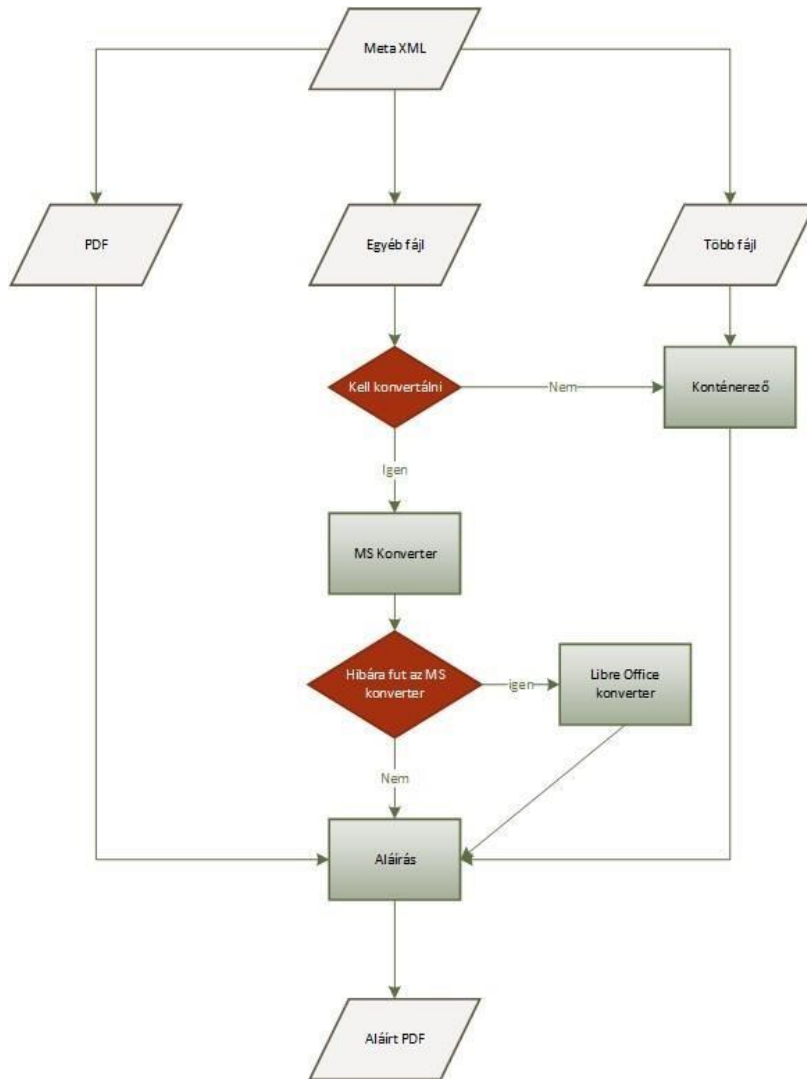 Meta XML
PDF
Egyéb fájl
Több fájl
Kell konvertálni
Nem
Konténerező
Igen
MS Konverter
Hibára fut az MS
konverter
igen
Libre Office
konverter
Nem
Aláírás
Aláírt PDF